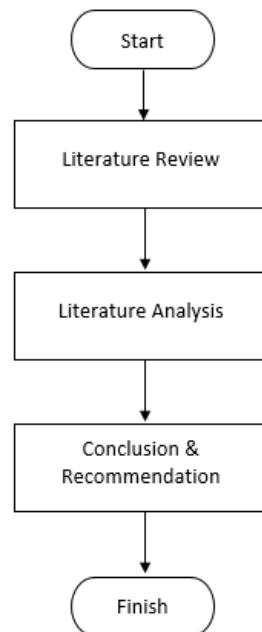 Start
Literature Review
Literature Analysis
Conclusion &
Recommendation
Finish